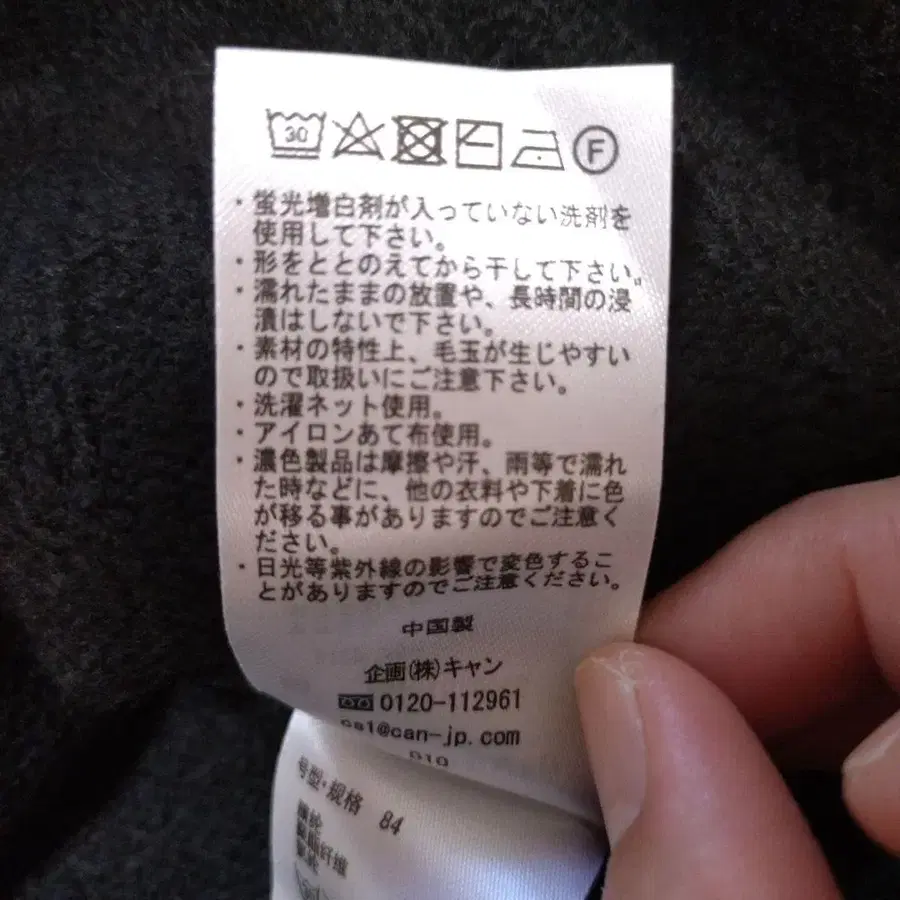 30 F
・蛍光増白剤が入っていない洗剤を
使用して下さい。
・形をととのえてから干して下さい。
・濡れたままの放置や、長時間の浸
漬はしないで下さい。
・素材の特性上、毛玉が生じやすい
ので取扱いにご注意下さい。
・洗濯ネット使用。
・アイロンあて布使用。
・濃色製品は摩擦や汗、雨等で濡れ
た時などに、他の衣料や下着に色
が移る事がありますのでご注意く
ださい。
・日光等紫外線の影響で変色するこ
とがありますのでご注意ください。
中国製
企画(株)キャン
0120-112961
cs1@can-jp.com
号型·规格 84